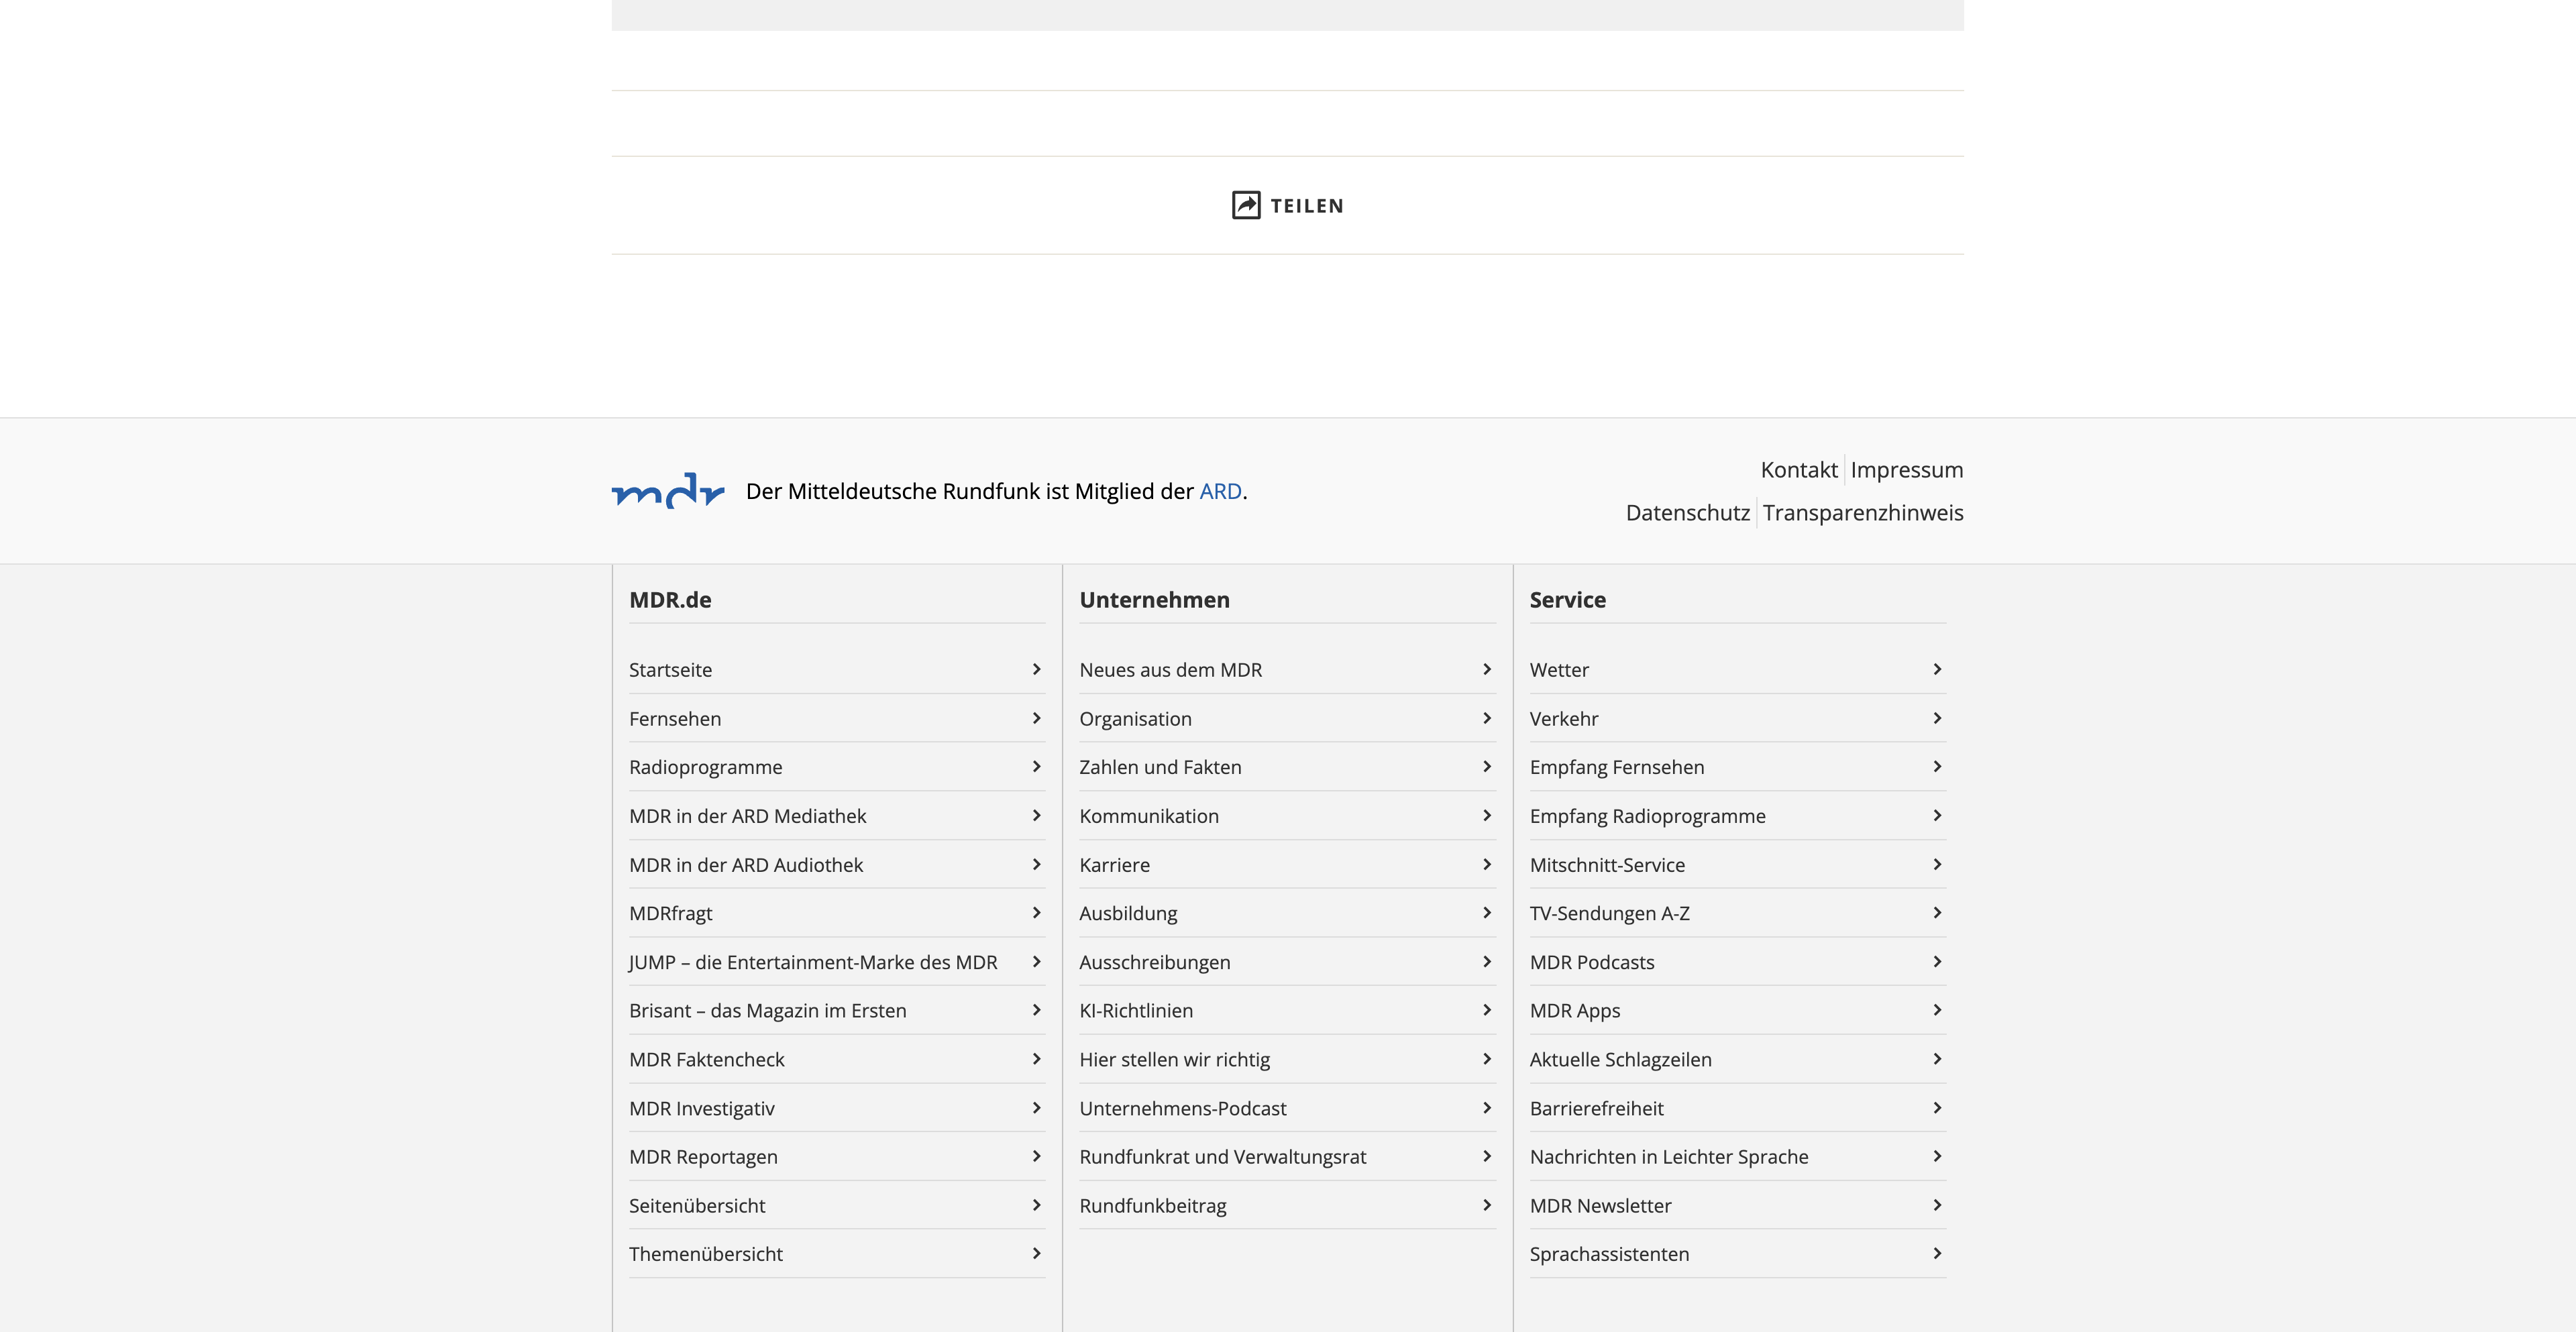 TEILEN
mdr
Der Mitteldeutsche Rundfunk ist Mitglied der ARD.
Kontakt Impressum
Datenschutz Transparenzhinweis
MDR.de
Startseite
Fernsehen
Radioprogramme
MDR in der ARD Mediathek
MDR in der ARD Audiothek
MDRfragt
JUMP – die Entertainment-Marke des MDR
Brisant – das Magazin im Ersten
MDR Faktencheck
MDR Investigativ
MDR Reportagen
Seitenübersicht
Themenübersicht
Unternehmen
Neues aus dem MDR
Organisation
Zahlen und Fakten
Kommunikation
Karriere
Ausbildung
Ausschreibungen
KI-Richtlinien
Hier stellen wir richtig
Unternehmens-Podcast
Rundfunkrat und Verwaltungsrat
Rundfunkbeitrag
Service
Wetter
Verkehr
Empfang Fernsehen
Empfang Radioprogramme
Mitschnitt-Service
TV-Sendungen A-Z
MDR Podcasts
MDR Apps
Aktuelle Schlagzeilen
Barrierefreiheit
Nachrichten in Leichter Sprache
MDR Newsletter
Sprachassistenten